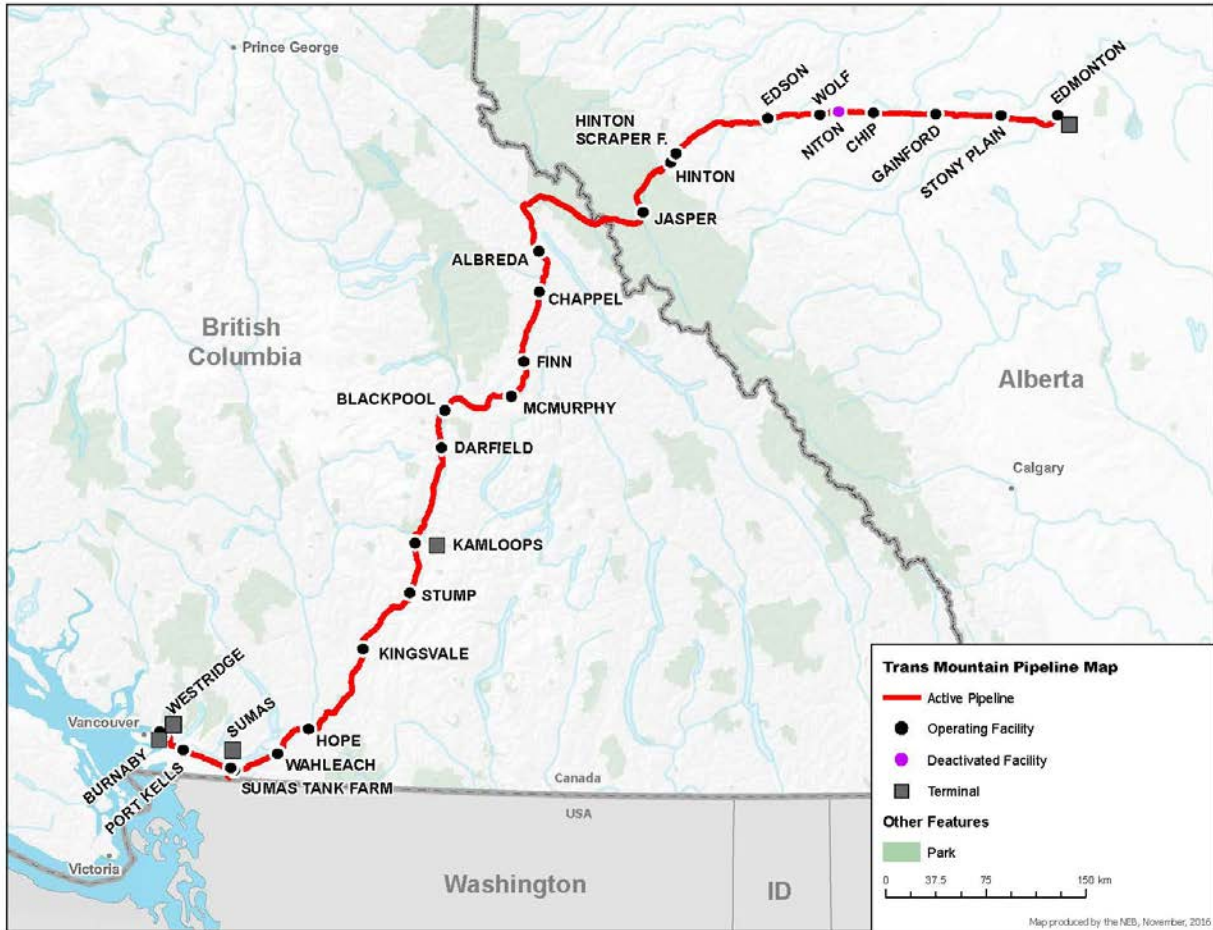 Prince George
EDMONTON
EDSON
WOLF
NITON
CHIP
GAINFORD
STONY PLAIN
HINTON
SCRAPER F.
HINTON
JASPER
ALBREDA
CHAPPEL
British
Columbia
FINN
Alberta
BLACKPOOL
MCMURPHY
DARFIELD
Calgary
KAMLOOPS
STUMP
KINGSVALE
WESTRIDGE
SUMAS
Vancouver
HOPE
BURNABY
WAHLEACH
PORT KELLS
SUMAS TANK FARM
Canada
USA
Victoria
Washington
ID
Trans Mountain Pipeline Map
Active Pipeline
Operating Facility
Deactivated Facility
Terminal
Other Features
Park
0 37.5 75 150 km
Map produced by the NEB, November, 2016